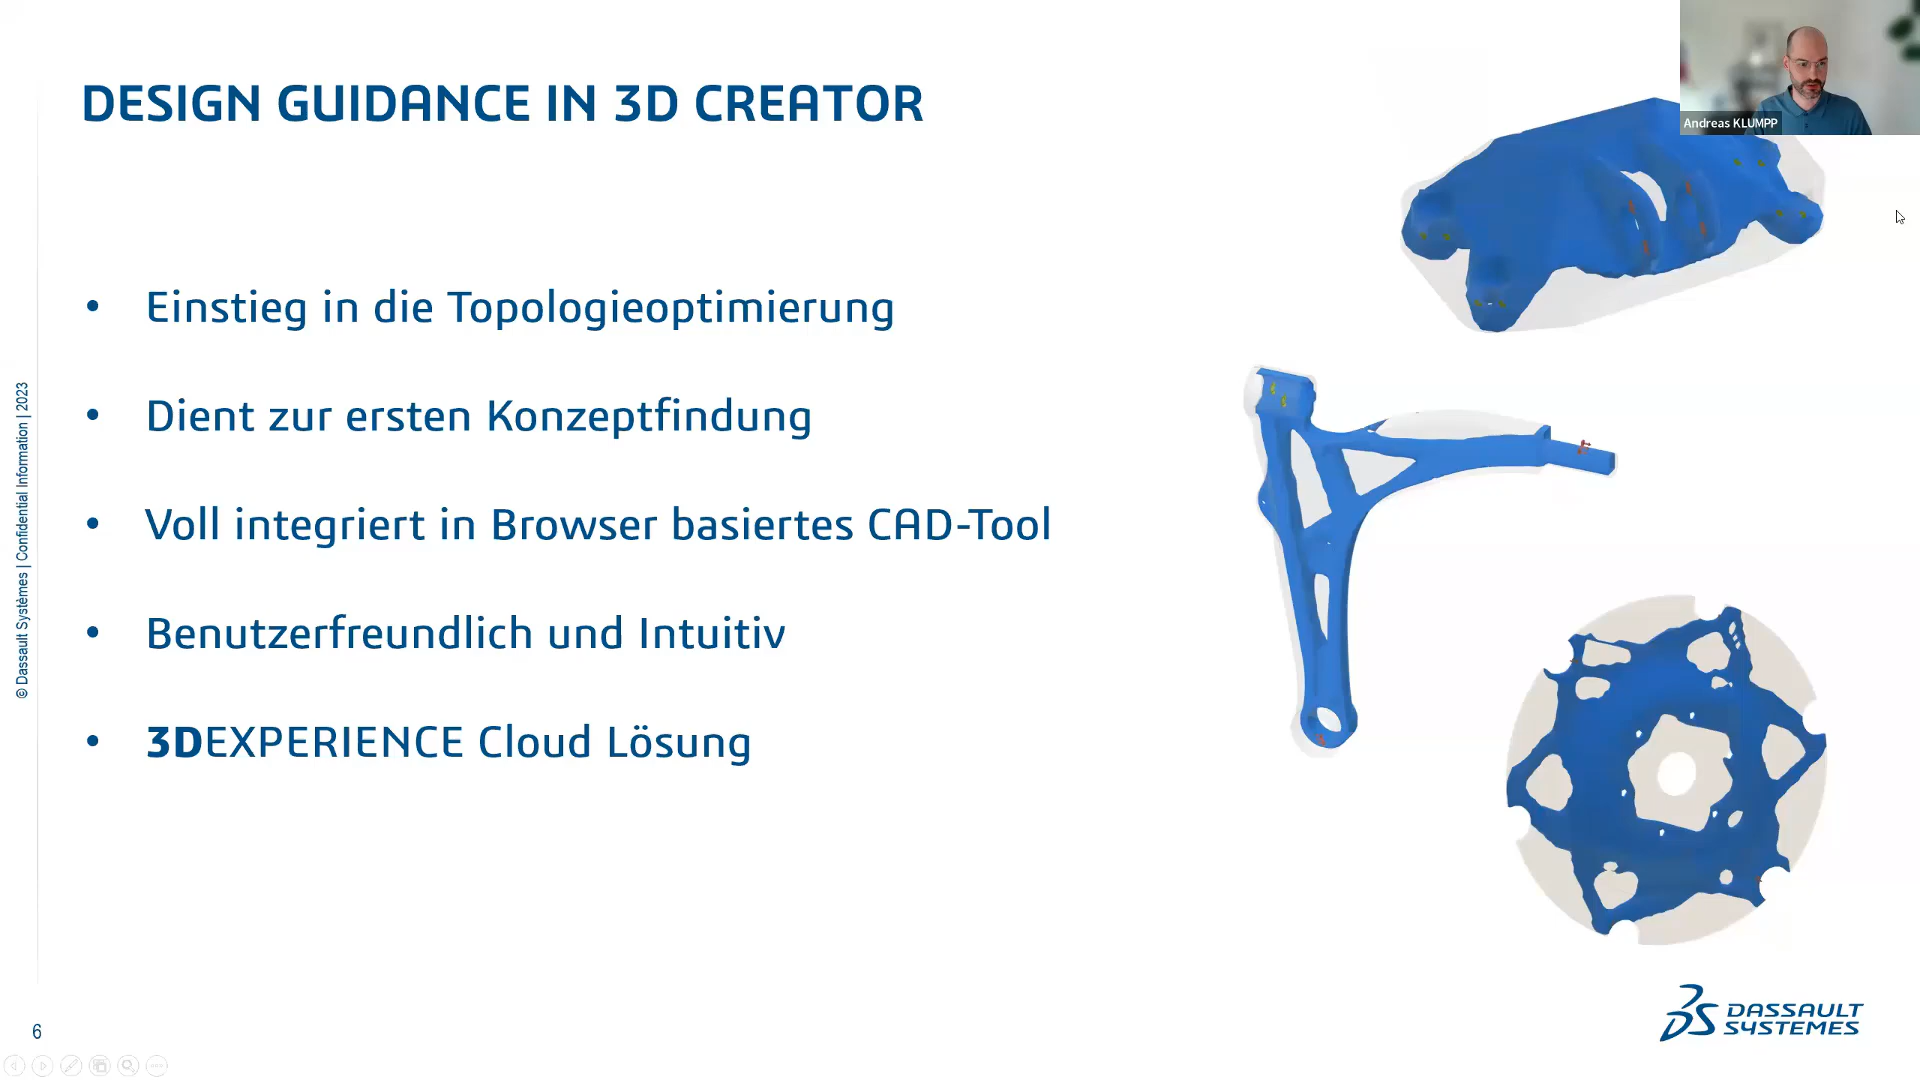 DESIGN GUIDANCE IN 3D CREATOR
Andreas KLUMPP
• Einstieg in die Topologieoptimierung
• Dient zur ersten Konzeptfindung
• Voll integriert in Browser basiertes CAD-Tool
• Benutzerfreundlich und Intuitiv
• 3DEXPERIENCE Cloud Lösung
© Dassault Systèmes | Confidential Information | 2023
6
3DS DASSAULT
SYSTEMES